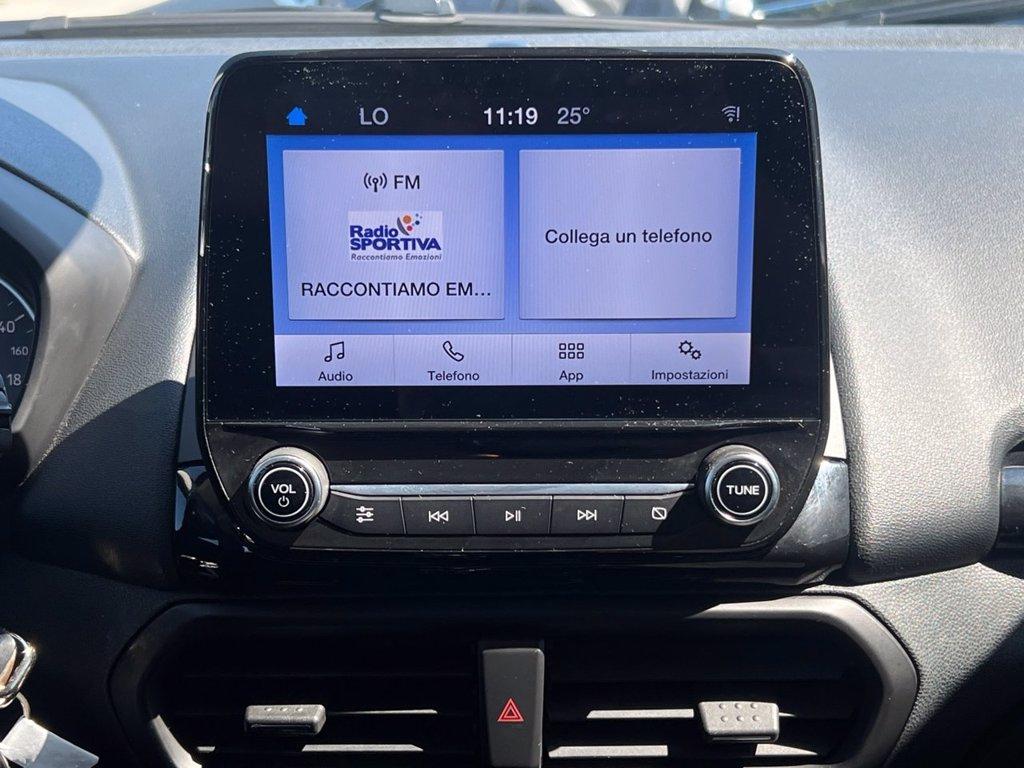 LO 11:19 25°
FM
Radio
SPORTIVA
Raccontiamo Emozioni
RACCONTIAMO EM...
Collega un telefono
Audio Telefono App Impostazioni
VOL
TUNE
40
160
18